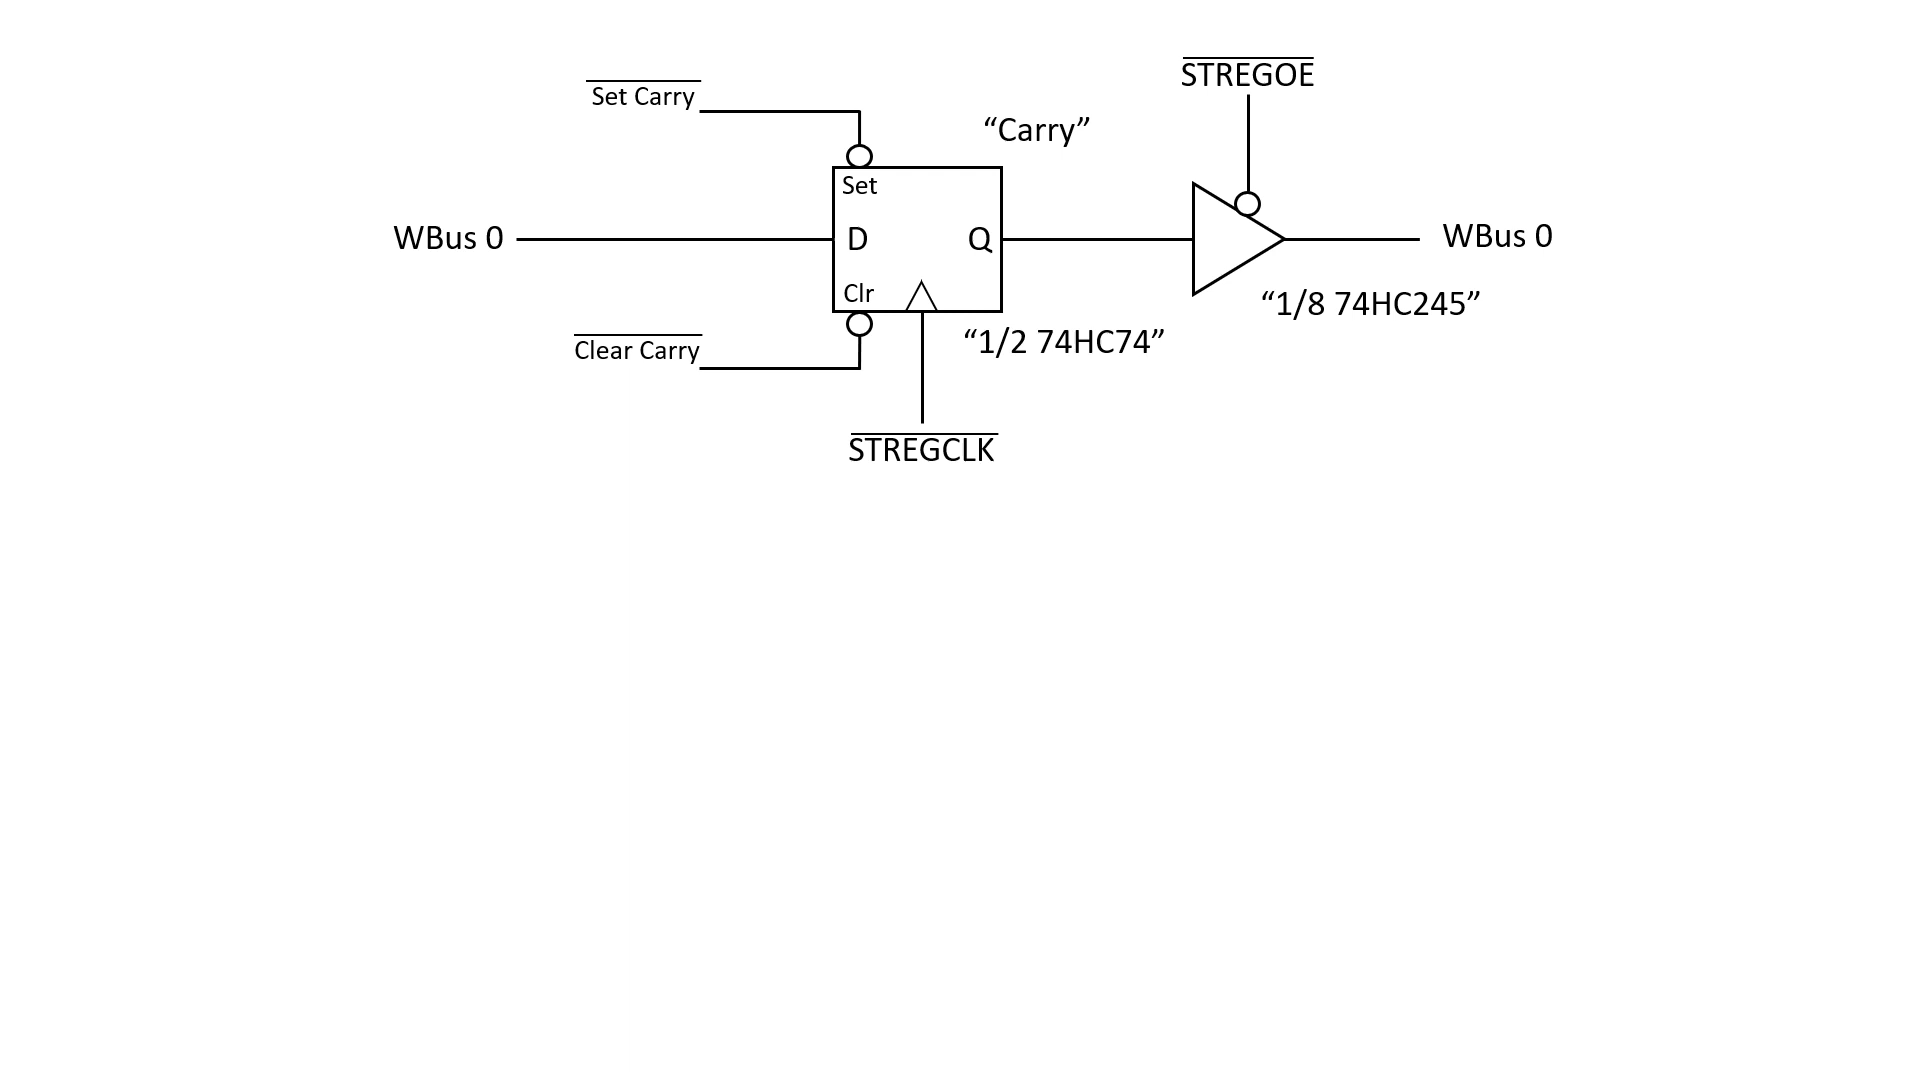 STREGOE
Set Carry
“Carry”
Set
WBus 0
D
Q
WBus 0
Clr
“1/8 74HC245”
“1/2 74HC74”
Clear Carry
STREGCLK